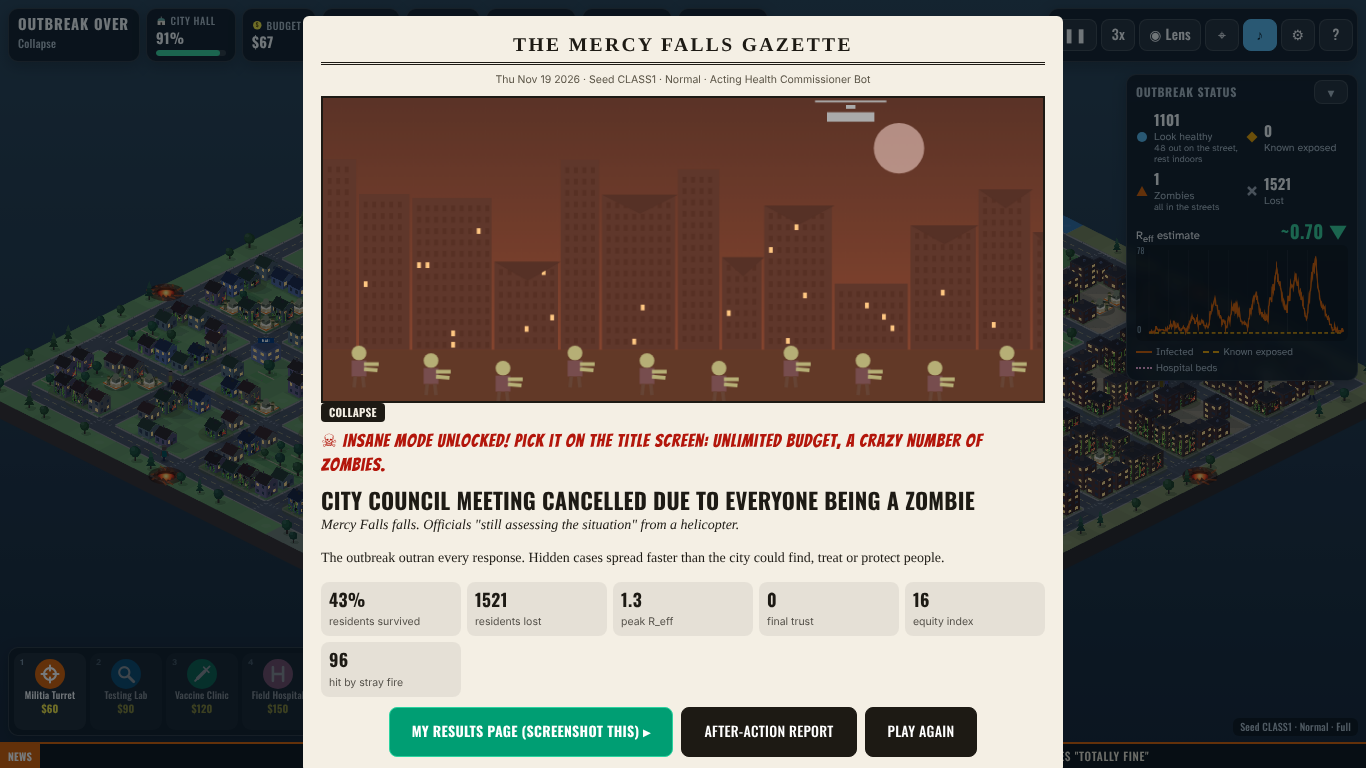 OUTBREAK OVER
Collapse
CITY HALL
91%
BUDGET
$67
3x
Lens
?
THE MERCY FALLS GAZETTE
Thu Nov 19 2026 · Seed CLASS1 · Normal · Acting Health Commissioner Bot
COLLAPSE
☠ INSANE MODE UNLOCKED! PICK IT ON THE TITLE SCREEN: UNLIMITED BUDGET, A CRAZY NUMBER OF
ZOMBIES.
CITY COUNCIL MEETING CANCELLED DUE TO EVERYONE BEING A ZOMBIE
Mercy Falls falls. Officials "still assessing the situation" from a helicopter.
The outbreak outran every response. Hidden cases spread faster than the city could find, treat or protect people.
43%
residents survived
1521
residents lost
1.3
peak R_eff
0
final trust
16
equity index
96
hit by stray fire
MY RESULTS PAGE (SCREENSHOT THIS) ▸
AFTER-ACTION REPORT
PLAY AGAIN
OUTBREAK STATUS
1101
Look healthy
48 out on the street,
rest indoors
0
Known exposed
1
Zombies
all in the streets
1521
Lost
Reff estimate
~0.70 ▼
78
0
Infected
Known exposed
Hospital beds
1
Militia Turret
$60
2
Testing Lab
$90
3
Vaccine Clinic
$120
4
Field Hospital
$150
Seed CLASS1 · Normal · Full
NEWS
"TOTALLY FINE"